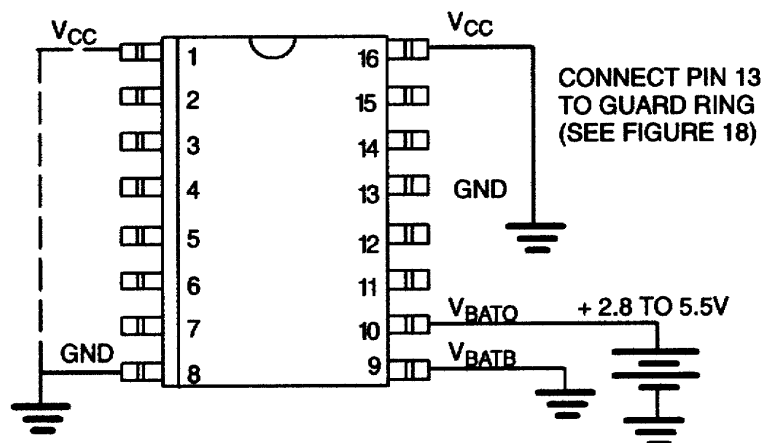 VCC
1
2
3
4
5
6
7
GND
8
VCC
16
15
14
13
GND
12
11
10
VBATO
+ 2.8 TO 5.5V
9
VBATB
CONNECT PIN 13
TO GUARD RING
(SEE FIGURE 18)